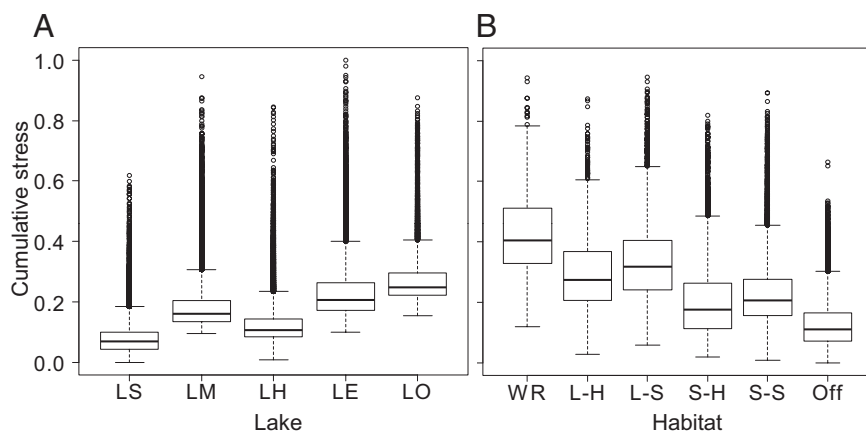 A
B
Cumulative stress
1.0
0.8
0.6
0.4
0.2
0.0
LS LM LH LE LO
Lake
WR L-H L-S S-H S-S Off
Habitat